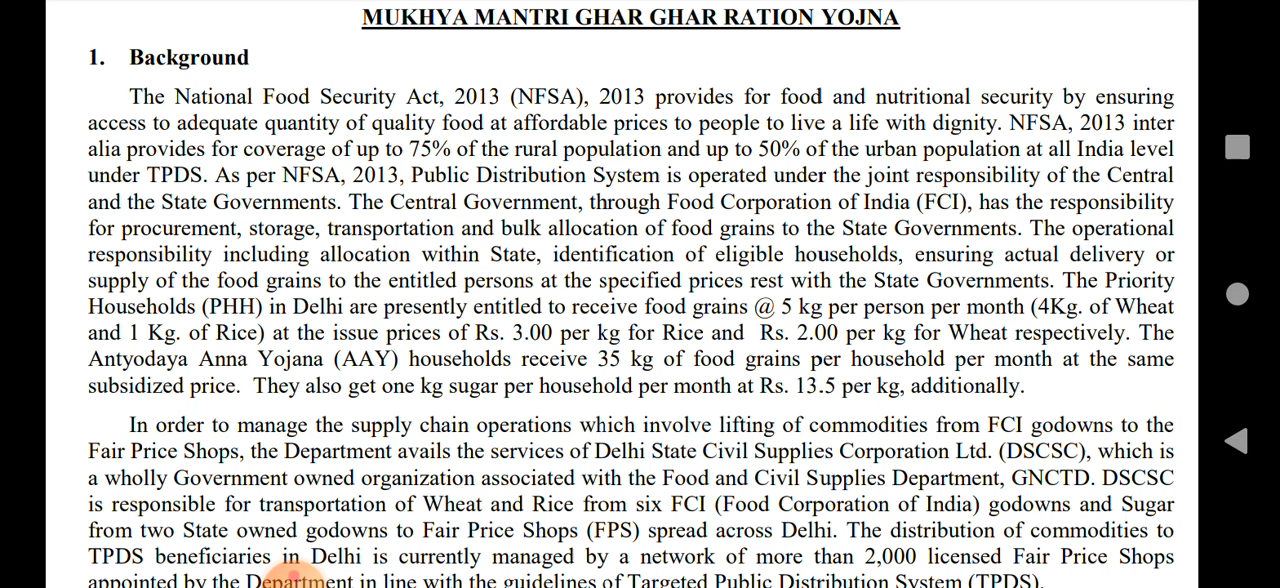 MUKHYA MANTRI GHAR GHAR RATION YOJNA
1. Background
The National Food Security Act, 2013 (NFSA), 2013 provides for food and nutritional security by ensuring
access to adequate quantity of quality food at affordable prices to people to live a life with dignity. NFSA, 2013 inter
alia provides for coverage of up to 75% of the rural population and up to 50% of the urban population at all India level
under TPDS. As per NFSA, 2013, Public Distribution System is operated under the joint responsibility of the Central
and the State Governments. The Central Government, through Food Corporation of India (FCI), has the responsibility
for procurement, storage, transportation and bulk allocation of food grains to the State Governments. The operational
responsibility including allocation within State, identification of eligible households, ensuring actual delivery or
supply of the food grains to the entitled persons at the specified prices rest with the State Governments. The Priority
Households (PHH) in Delhi are presently entitled to receive food grains @ 5 kg per person per month (4Kg. of Wheat
and 1 Kg. of Rice) at the issue prices of Rs. 3.00 per kg for Rice and Rs. 2.00 per kg for Wheat respectively. The
Antyodaya Anna Yojana (AAY) households receive 35 kg of food grains per household per month at the same
subsidized price. They also get one kg sugar per household per month at Rs. 13.5 per kg, additionally.
In order to manage the supply chain operations which involve lifting of commodities from FCI godowns to the
Fair Price Shops, the Department avails the services of Delhi State Civil Supplies Corporation Ltd. (DSCSC), which is
a wholly Government owned organization associated with the Food and Civil Supplies Department, GNCTD. DSCSC
is responsible for transportation of Wheat and Rice from six FCI (Food Corporation of India) godowns and Sugar
from two State owned godowns to Fair Price Shops (FPS) spread across Delhi. The distribution of commodities to
TPDS beneficiaries in Delhi is currently managed by a network of more than 2,000 licensed Fair Price Shops
appointed by the Department in line with the guidelines of Targeted Public Distribution System (TPDS).